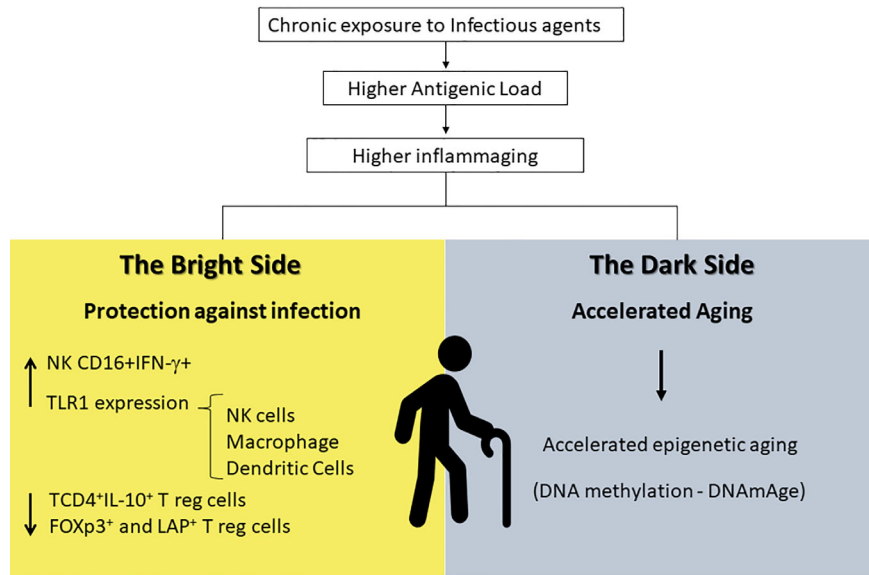 Chronic exposure to Infectious agents
Higher Antigenic Load
Higher inflammaging
The Bright Side
Protection against infection
NK CD16+IFN-γ+
TLR1 expression
NK cells
Macrophage
Dendritic Cells
TCD4⁺IL-10⁺ T reg cells
FOXp3⁺ and LAP⁺ T reg cells
The Dark Side
Accelerated Aging
Accelerated epigenetic aging
(DNA methylation - DNAmAge)